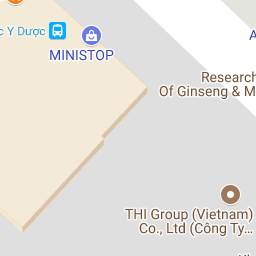 Y Dược
MINISTOP
Research
Of Ginseng & M
THI Group (Vietnam)
Co., Ltd (Công Ty...